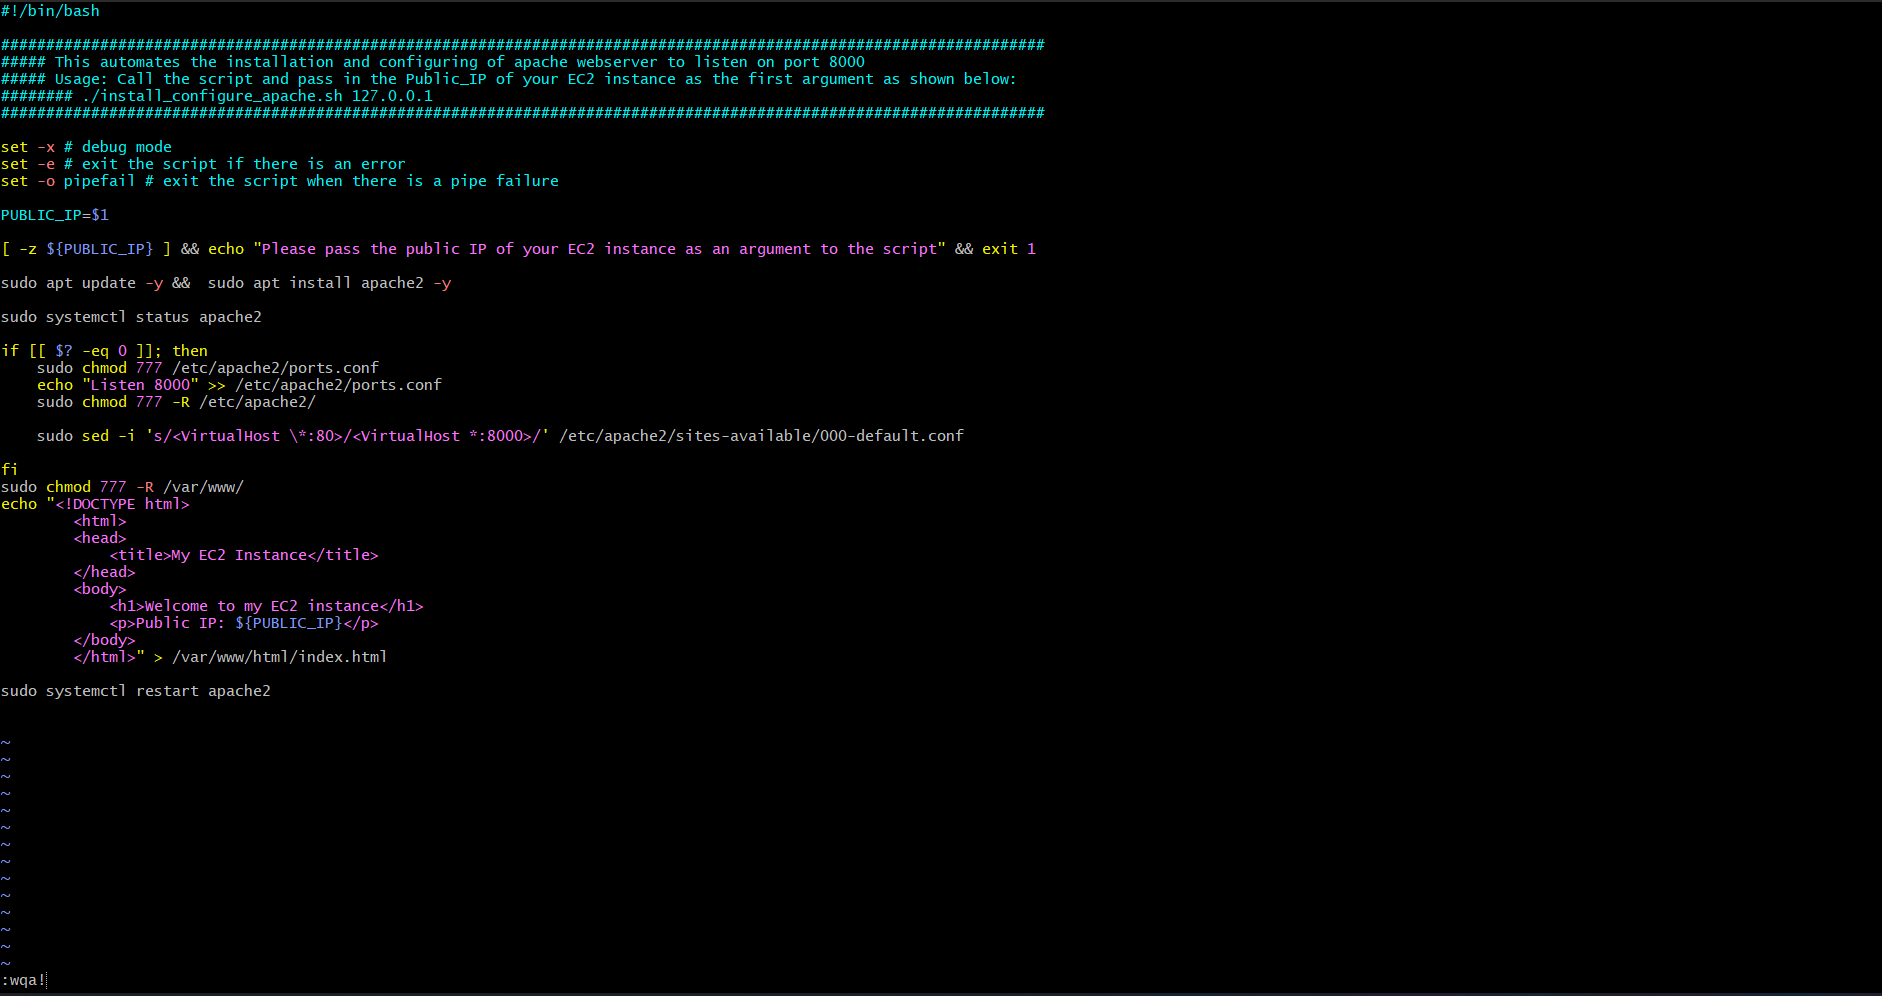 #!/bin/bash
####################################################################################################################
##### This automates the installation and configuring of apache webserver to listen on port 8000
##### Usage: Call the script and pass in the Public_IP of your EC2 instance as the first argument as shown below:
######## ./install_configure_apache.sh 127.0.0.1
####################################################################################################################
set -x # debug mode
set -e # exit the script if there is an error
set -o pipefail # exit the script when there is a pipe failure
PUBLIC_IP=$1
[ -z ${PUBLIC_IP} ] && echo "Please pass the public IP of your EC2 instance as an argument to the script" && exit 1
sudo apt update -y &&  sudo apt install apache2 -y
sudo systemctl status apache2
if [[ $? -eq 0 ]]; then
    sudo chmod 777 /etc/apache2/ports.conf
    echo "Listen 8000" >> /etc/apache2/ports.conf
    sudo chmod 777 -R /etc/apache2/
    sudo sed -i 's/<VirtualHost \*:80>/<VirtualHost *:8000>/' /etc/apache2/sites-available/000-default.conf
fi
sudo chmod 777 -R /var/www/
echo "<!DOCTYPE html>
        <html>
        <head>
            <title>My EC2 Instance</title>
        </head>
        <body>
            <h1>Welcome to my EC2 instance</h1>
            <p>Public IP: ${PUBLIC_IP}</p>
        </body>
        </html>" > /var/www/html/index.html
sudo systemctl restart apache2
~
~
~
~
~
~
~
~
~
~
~
~
~
~
:wqa!